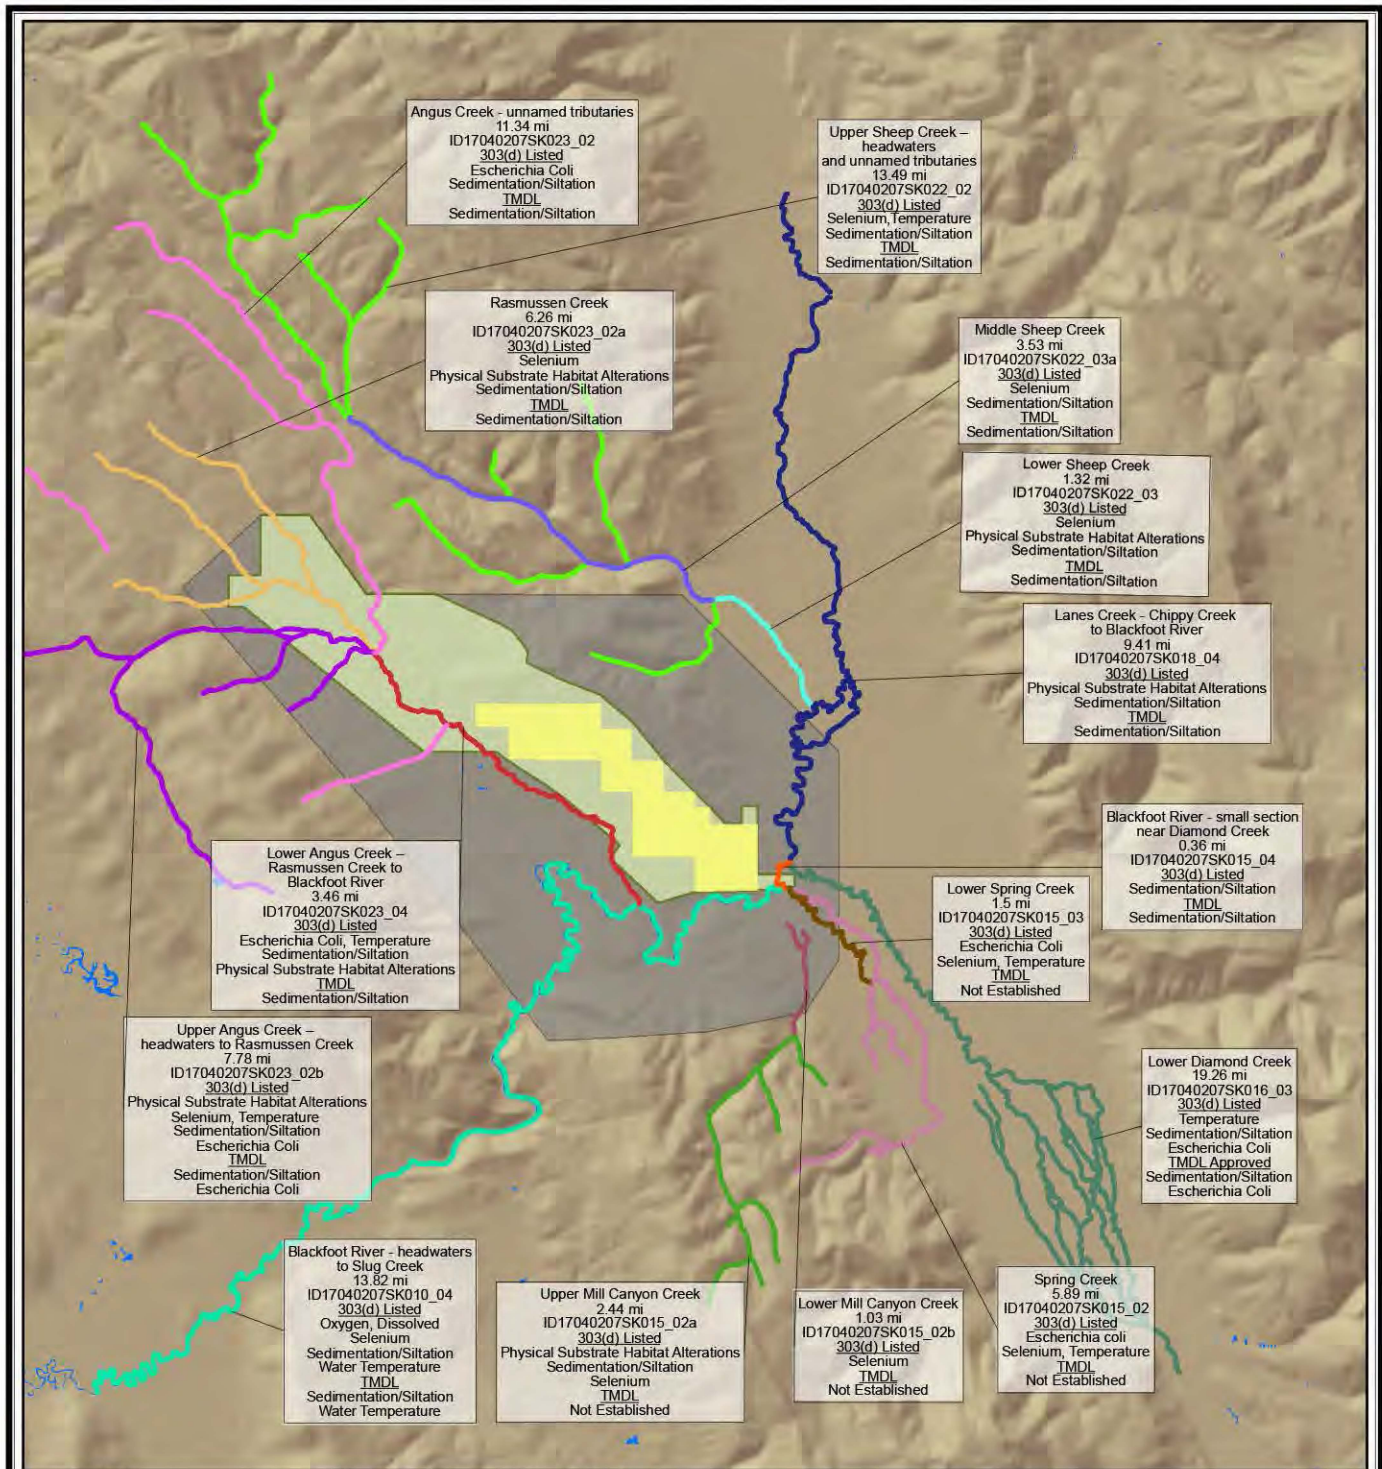 Angus Creek - unnamed tributaries
11.34 mi
ID17040207SK023_02
303(d) Listed
Escherichia Coli
Sedimentation/Siltation
TMDL
Sedimentation/Siltation
Upper Sheep Creek –
headwaters
and unnamed tributaries
13.49 mi
ID17040207SK022_02
303(d) Listed
Selenium, Temperature
Sedimentation/Siltation
TMDL
Sedimentation/Siltation
Rasmussen Creek
6.26 mi
ID17040207SK023_02a
303(d) Listed
Selenium
Physical Substrate Habitat Alterations
Sedimentation/Siltation
TMDL
Sedimentation/Siltation
Middle Sheep Creek
3.53 mi
ID17040207SK022_03a
303(d) Listed
Selenium
Sedimentation/Siltation
TMDL
Sedimentation/Siltation
Lower Sheep Creek
1.32 mi
ID17040207SK022_03
303(d) Listed
Selenium
Physical Substrate Habitat Alterations
Sedimentation/Siltation
TMDL
Sedimentation/Siltation
Lanes Creek - Chippy Creek
to Blackfoot River
9.41 mi
ID17040207SK018_04
303(d) Listed
Physical Substrate Habitat Alterations
Sedimentation/Siltation
TMDL
Sedimentation/Siltation
Blackfoot River - small section
near Diamond Creek
0.36 mi
ID17040207SK015_04
303(d) Listed
Sedimentation/Siltation
TMDL
Sedimentation/Siltation
Lower Angus Creek –
Rasmussen Creek to
Blackfoot River
3.46 mi
ID17040207SK023_04
303(d) Listed
Escherichia Coli, Temperature
Sedimentation/Siltation
Physical Substrate Habitat Alterations
TMDL
Sedimentation/Siltation
Lower Spring Creek
1.5 mi
ID17040207SK015_03
303(d) Listed
Escherichia Coli
Selenium, Temperature
TMDL
Not Established
Upper Angus Creek –
headwaters to Rasmussen Creek
7.78 mi
ID17040207SK023_02b
303(d) Listed
Physical Substrate Habitat Alterations
Selenium, Temperature
Sedimentation/Siltation
Escherichia Coli
TMDL
Sedimentation/Siltation
Escherichia Coli
Lower Diamond Creek
19.26 mi
ID17040207SK016_03
303(d) Listed
Temperature
Sedimentation/Siltation
Escherichia Coli
TMDL Approved
Sedimentation/Siltation
Escherichia Coli
Blackfoot River - headwaters
to Slug Creek
13.82 mi
ID17040207SK010_04
303(d) Listed
Oxygen, Dissolved
Selenium
Sedimentation/Siltation
Water Temperature
TMDL
Sedimentation/Siltation
Water Temperature
Upper Mill Canyon Creek
2.44 mi
ID17040207SK015_02a
303(d) Listed
Physical Substrate Habitat Alterations
Sedimentation/Siltation
Selenium
TMDL
Not Established
Lower Mill Canyon Creek
1.03 mi
ID17040207SK015_02b
303(d) Listed
Selenium
TMDL
Not Established
Spring Creek
5.89 mi
ID17040207SK015_02
303(d) Listed
Escherichia coli
Selenium, Temperature
TMDL
Not Established